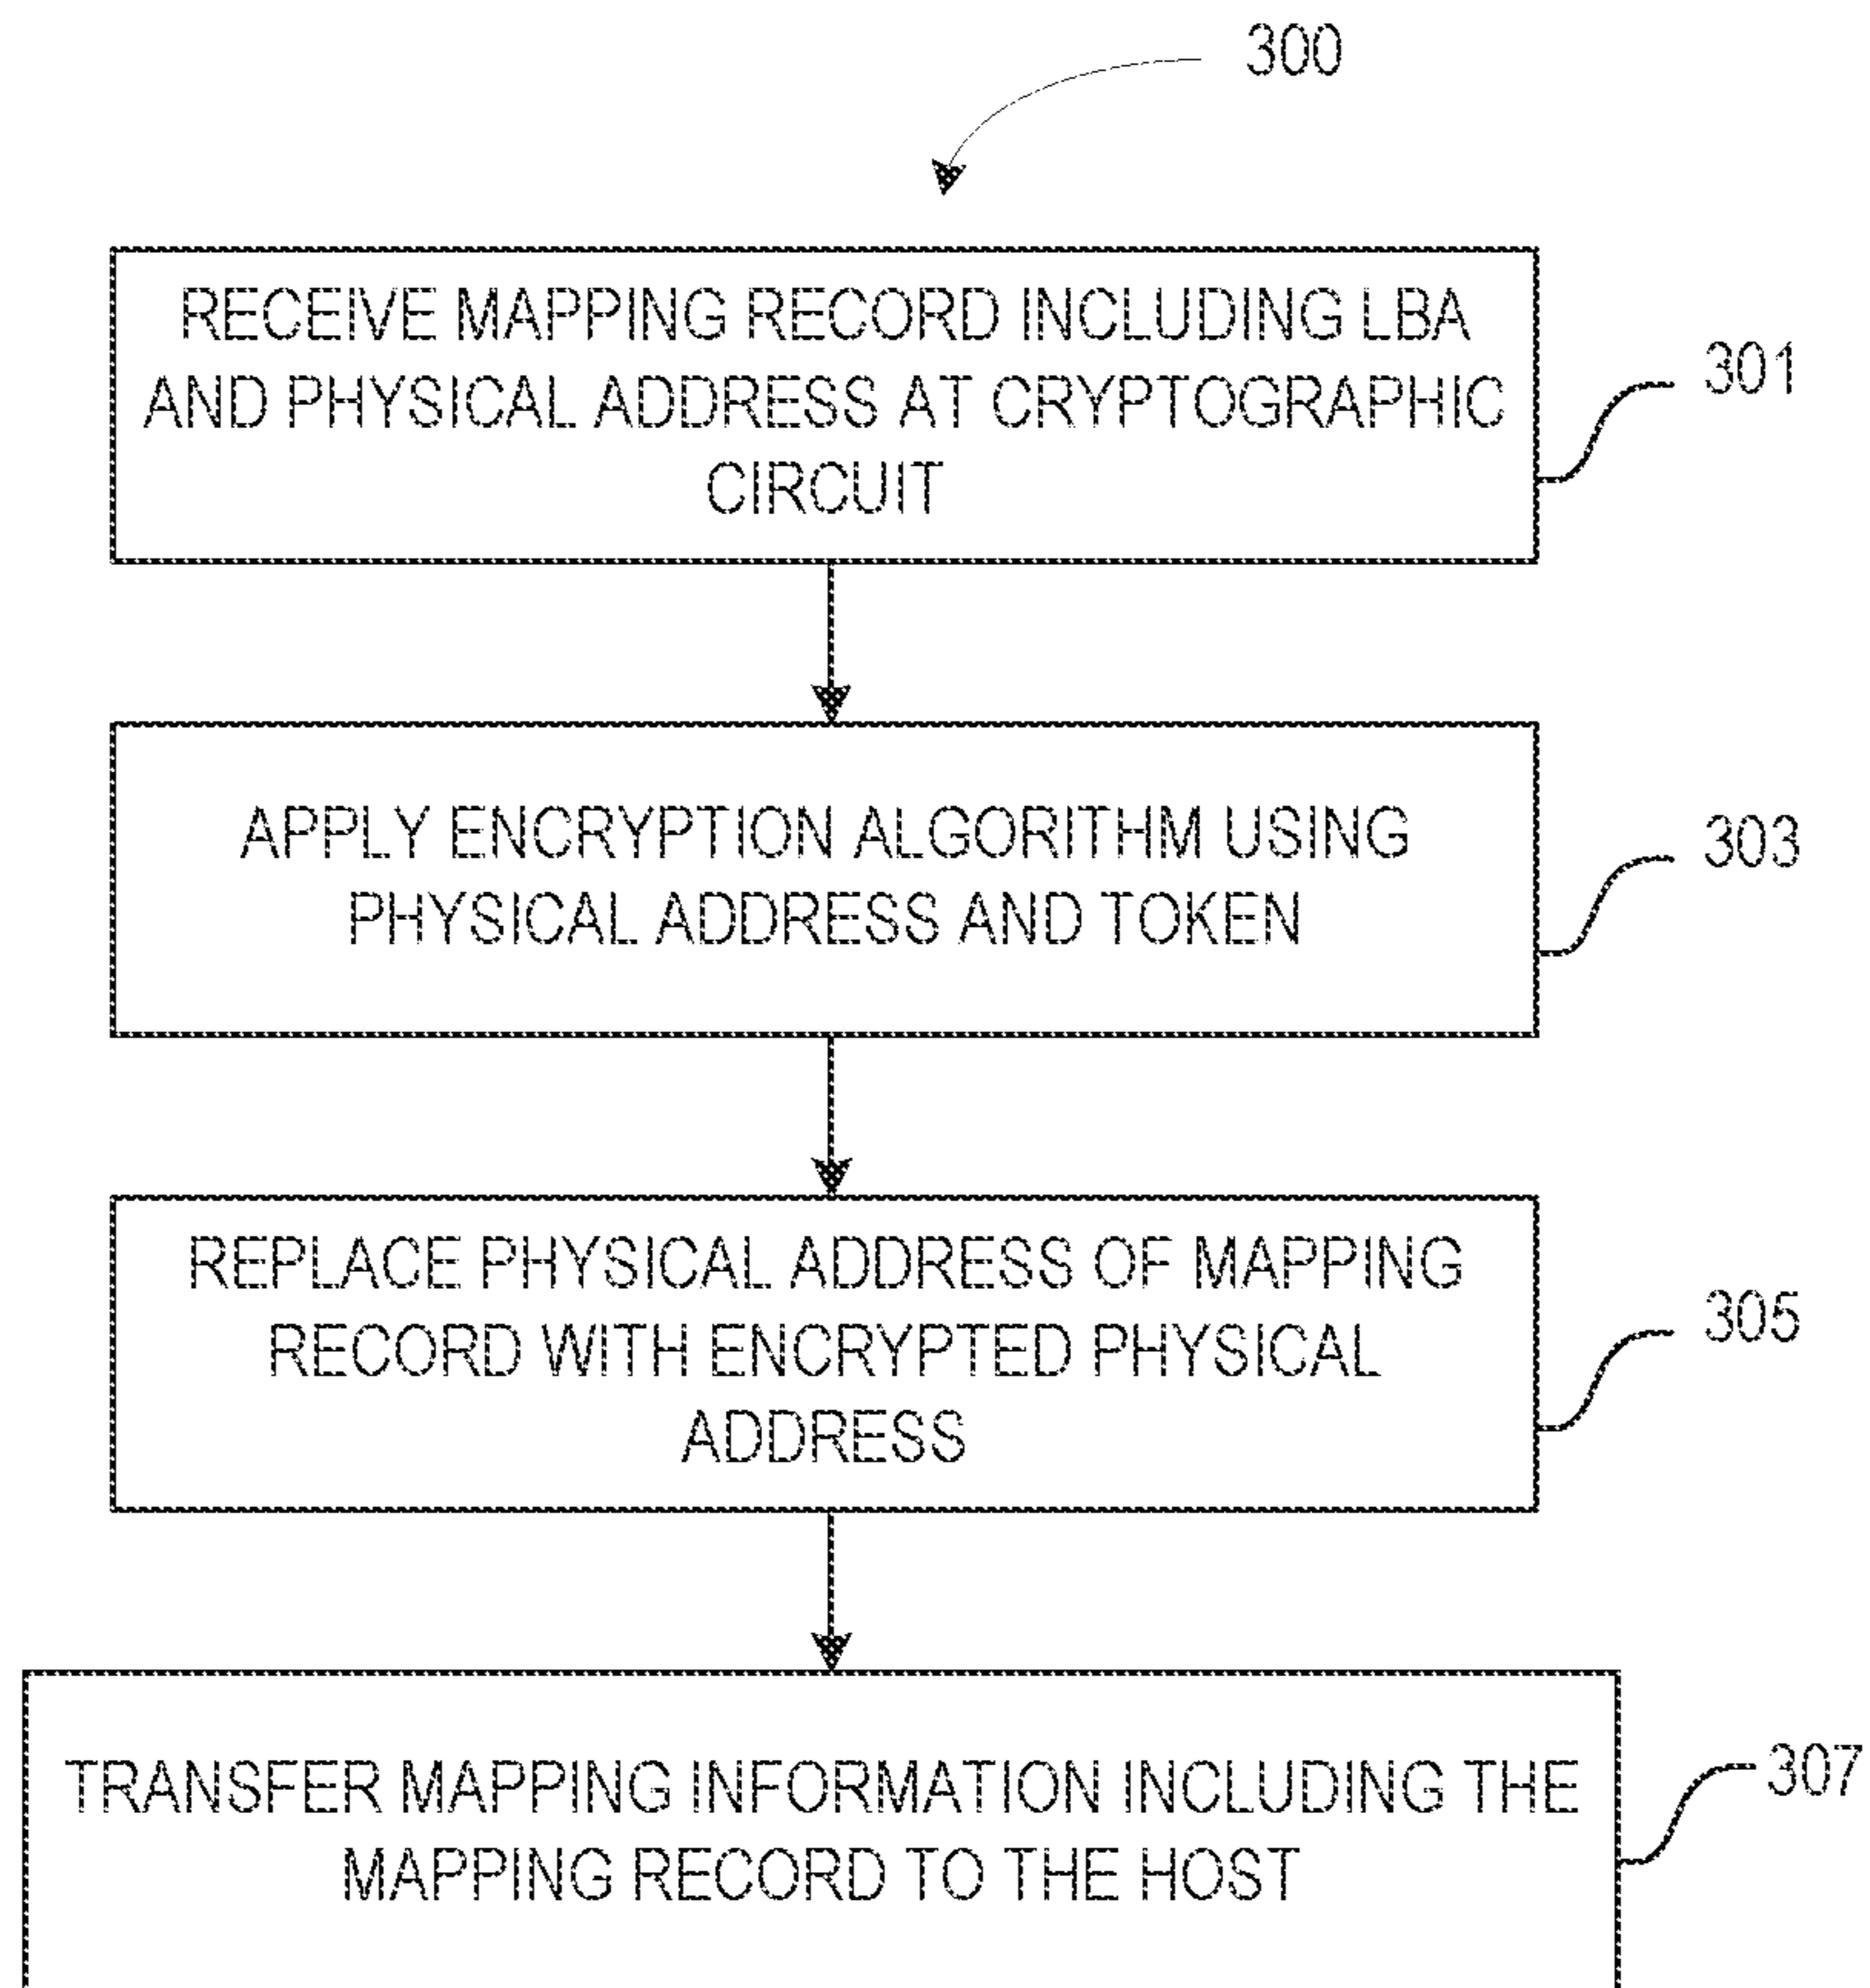 300
RECEIVE MAPPING RECORD INCLUDING LBA
AND PHYSICAL ADDRESS AT CRYPTOGRAPHIC
CIRCUIT
301
APPLY ENCRYPTION ALGORITHM USING
PHYSICAL ADDRESS AND TOKEN
303
REPLACE PHYSICAL ADDRESS OF MAPPING
RECORD WITH ENCRYPTED PHYSICAL
ADDRESS
305
TRANSFER MAPPING INFORMATION INCLUDING THE
MAPPING RECORD TO THE HOST
307